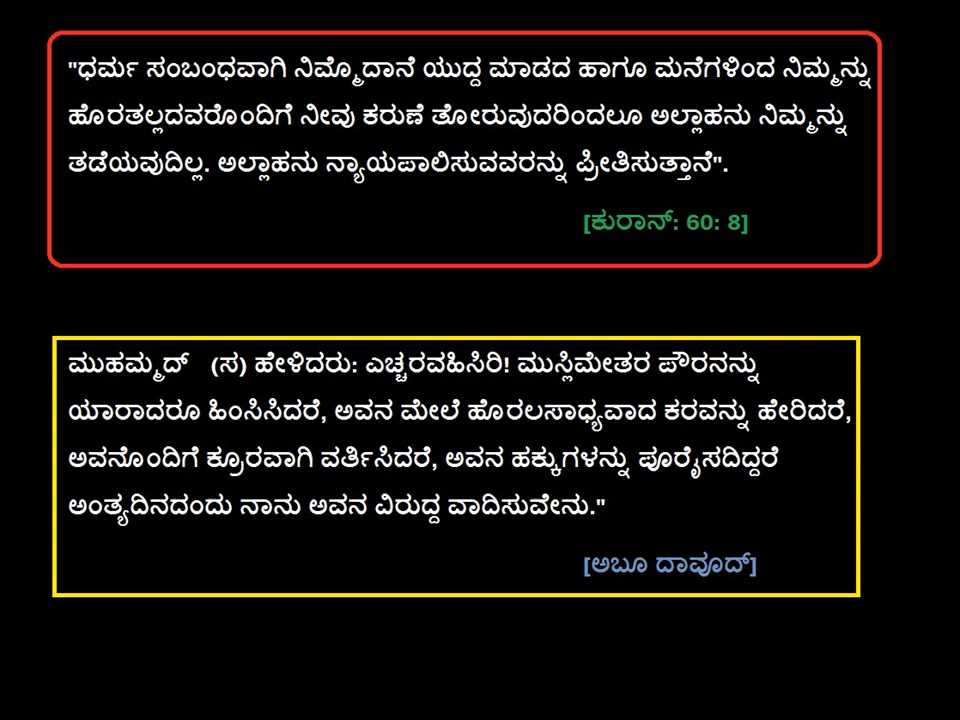 "ಧರ್ಮ ಸಂಬಂಧವಾಗಿ ನಿಮ್ಮೊದಾನೆ ಯುದ್ದ ಮಾಡದ ಹಾಗೂ ಮನೆಗಳಿಂದ ನಿಮ್ಮನ್ನು
ಹೊರತಲ್ಲದವರೊಂದಿಗೆ ನೀವು ಕರುಣೆ ತೋರುವುದರಿಂದಲೂ ಅಲ್ಲಾಹನು ನಿಮ್ಮನ್ನು
ತಡೆಯವುದಿಲ್ಲ. ಅಲ್ಲಾಹನು ನ್ಯಾಯಪಾಲಿಸುವವರನ್ನು ಪ್ರೀತಿಸುತ್ತಾನೆ".
[ಕುರಾನ್: 60: 8]
ಮುಹಮ್ಮದ್ (ಸ) ಹೇಳಿದರು: ಎಚ್ಚರವಹಿಸಿರಿ! ಮುಸ್ಲಿಮೇತರ ಪೌರನನ್ನು
ಯಾರಾದರೂ ಹಿಂಸಿಸಿದರೆ, ಅವನ ಮೇಲೆ ಹೊರಲಸಾಧ್ಯವಾದ ಕರವನ್ನು ಹೇರಿದರೆ,
ಅವನೊಂದಿಗೆ ಕ್ರೂರವಾಗಿ ವರ್ತಿಸಿದರೆ, ಅವನ ಹಕ್ಕುಗಳನ್ನು ಪೂರೈಸದಿದ್ದರೆ
ಅಂತ್ಯದಿನದಂದು ನಾನು ಅವನ ವಿರುದ್ದ ವಾದಿಸುವೇನು."
[ಅಬೂ ದಾವೂದ್]